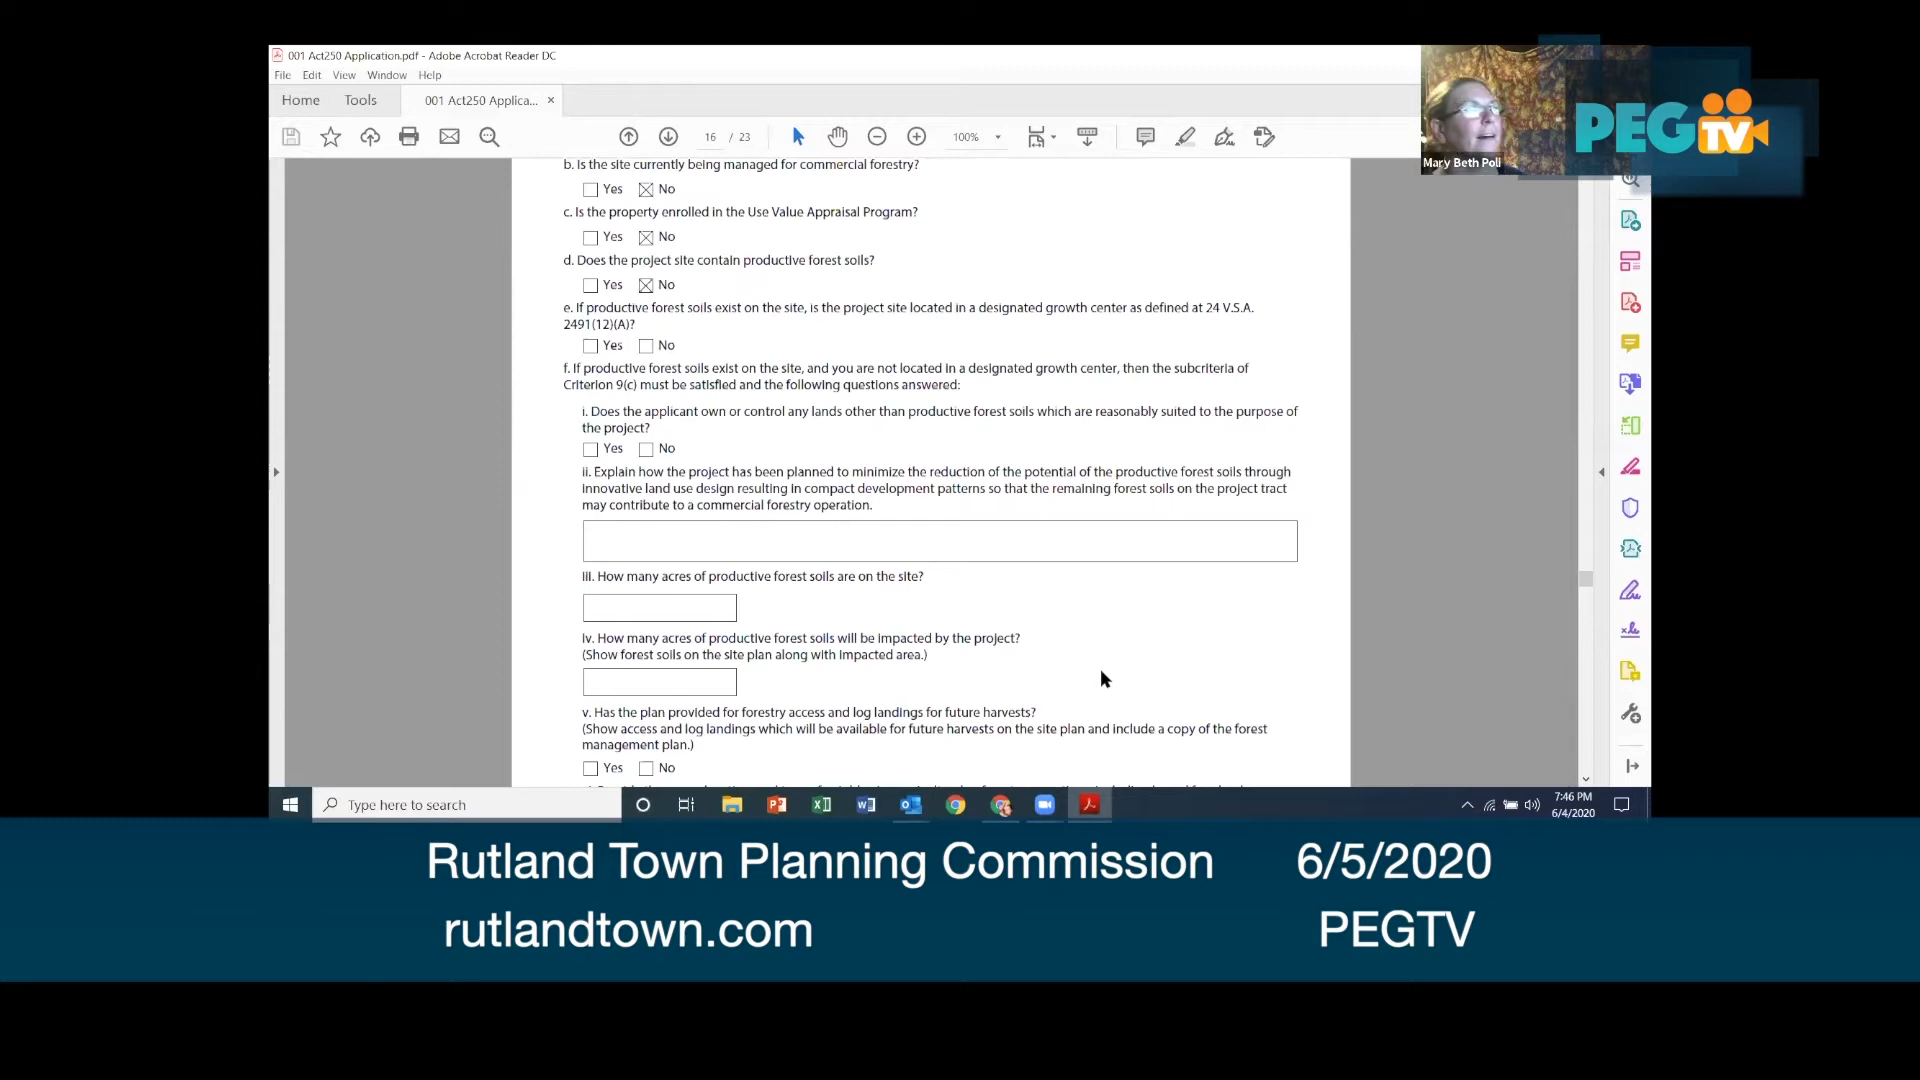 001 Act250 Application.pdf - Adobe Acrobat Reader DC
File Edit View Window Help
Home Tools 001 Act250 Applica... ×
16 / 23 100%
PEG TV
Mary Beth Poli
b. Is the site currently being managed for commercial forestry?
Yes No
c. Is the property enrolled in the Use Value Appraisal Program?
Yes No
d. Does the project site contain productive forest soils?
Yes No
e. If productive forest soils exist on the site, is the project site located in a designated growth center as defined at 24 V.S.A.
2491(12)(A)?
Yes No
f. If productive forest soils exist on the site, and you are not located in a designated growth center, then the subcriteria of
Criterion 9(c) must be satisfied and the following questions answered:
i. Does the applicant own or control any lands other than productive forest soils which are reasonably suited to the purpose of
the project?
Yes No
ii. Explain how the project has been planned to minimize the reduction of the potential of the productive forest soils through
innovative land use design resulting in compact development patterns so that the remaining forest soils on the project tract
may contribute to a commercial forestry operation.
iii. How many acres of productive forest soils are on the site?
iv. How many acres of productive forest soils will be impacted by the project?
(Show forest soils on the site plan along with impacted area.)
v. Has the plan provided for forestry access and log landings for future harvests?
(Show access and log landings which will be available for future harvests on the site plan and include a copy of the forest
management plan.)
Yes No
Type here to search
7:46 PM
6/4/2020
Rutland Town Planning Commission 6/5/2020
rutlandtown.com PEGTV